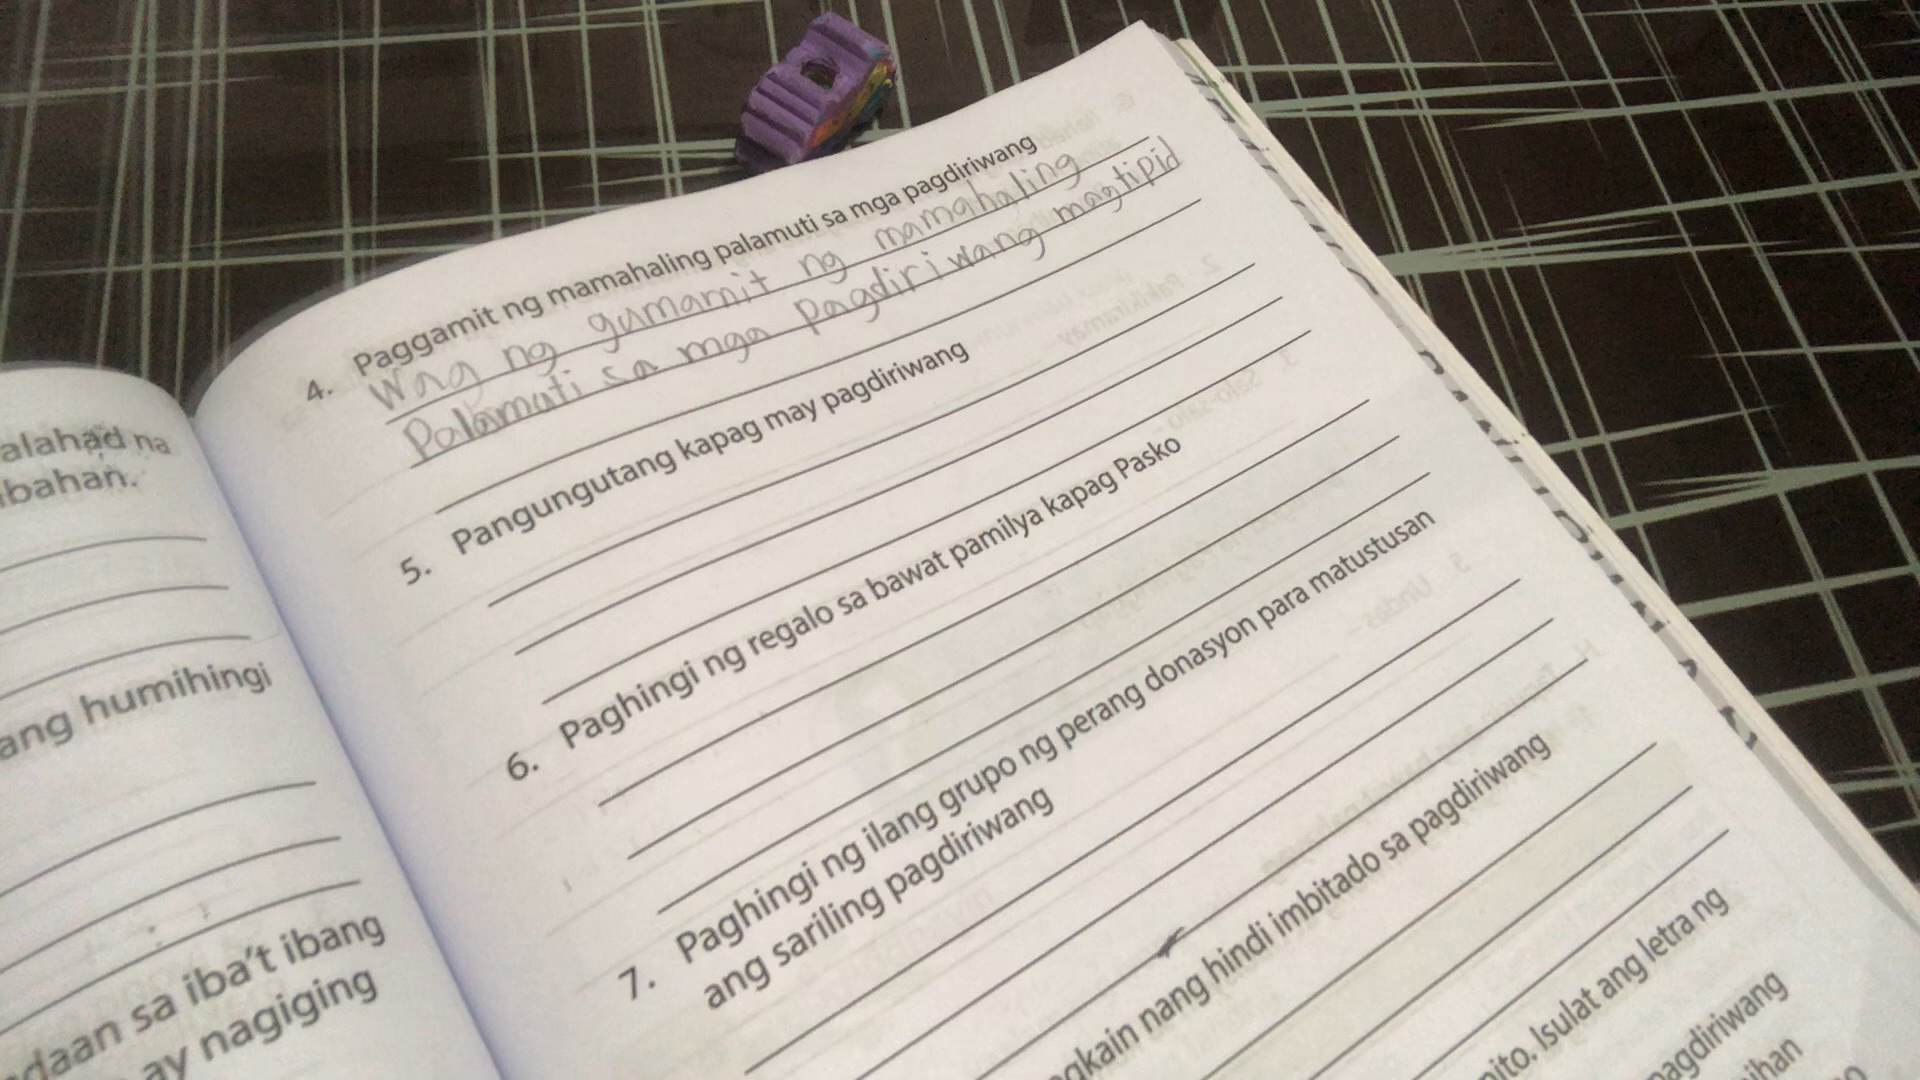 alahad na
bahan.
ang humihingi
daan sa iba't ibang
ay nagiging
4. Paggamit ng mamahaling palamuti sa mga pagdiriwang
Wag ng gumamit ng mamahaling
Palamuti sa mga pagdiriwang magtipid
5. Pangungutang kapag may pagdiriwang
6. Paghingi ng regalo sa bawat pamilya kapag Pasko
7. Paghingi ng ilang grupo ng perang donasyon para matustusan
ang sariling pagdiriwang
gkain nang hindi imbitado sa pagdiriwang
nito. Isulat ang letra ng
pagdiriwang
ihan